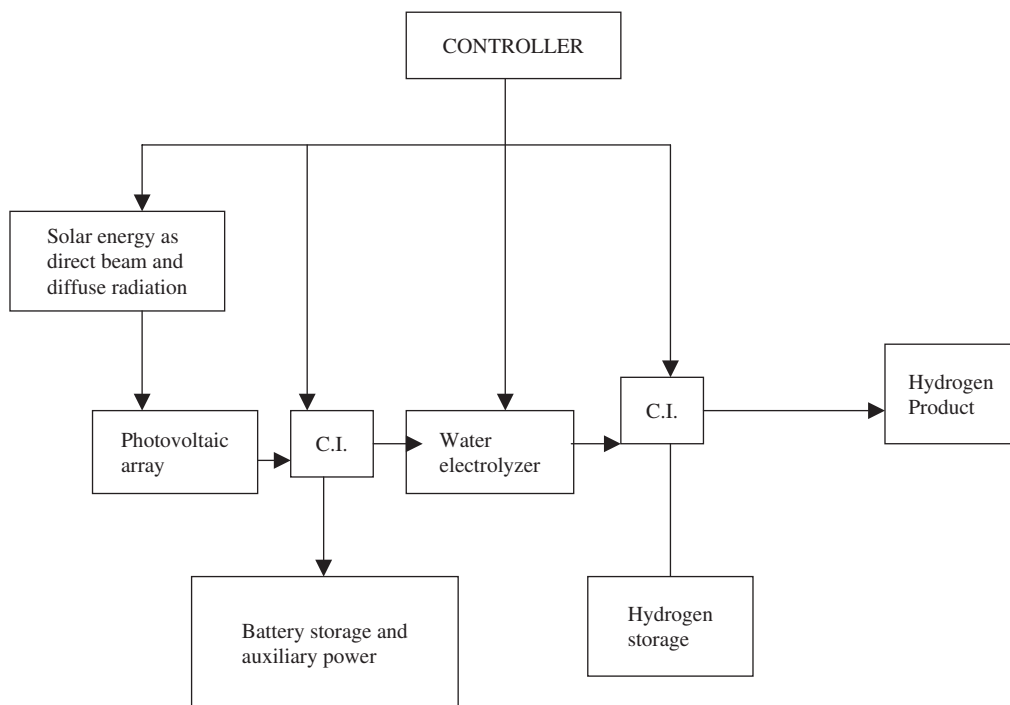 CONTROLLER
Solar energy as
direct beam and
diffuse radiation
Photovoltaic
array
C.I.
Water
electrolyzer
C.I.
Hydrogen
Product
Battery storage and
auxiliary power
Hydrogen
storage